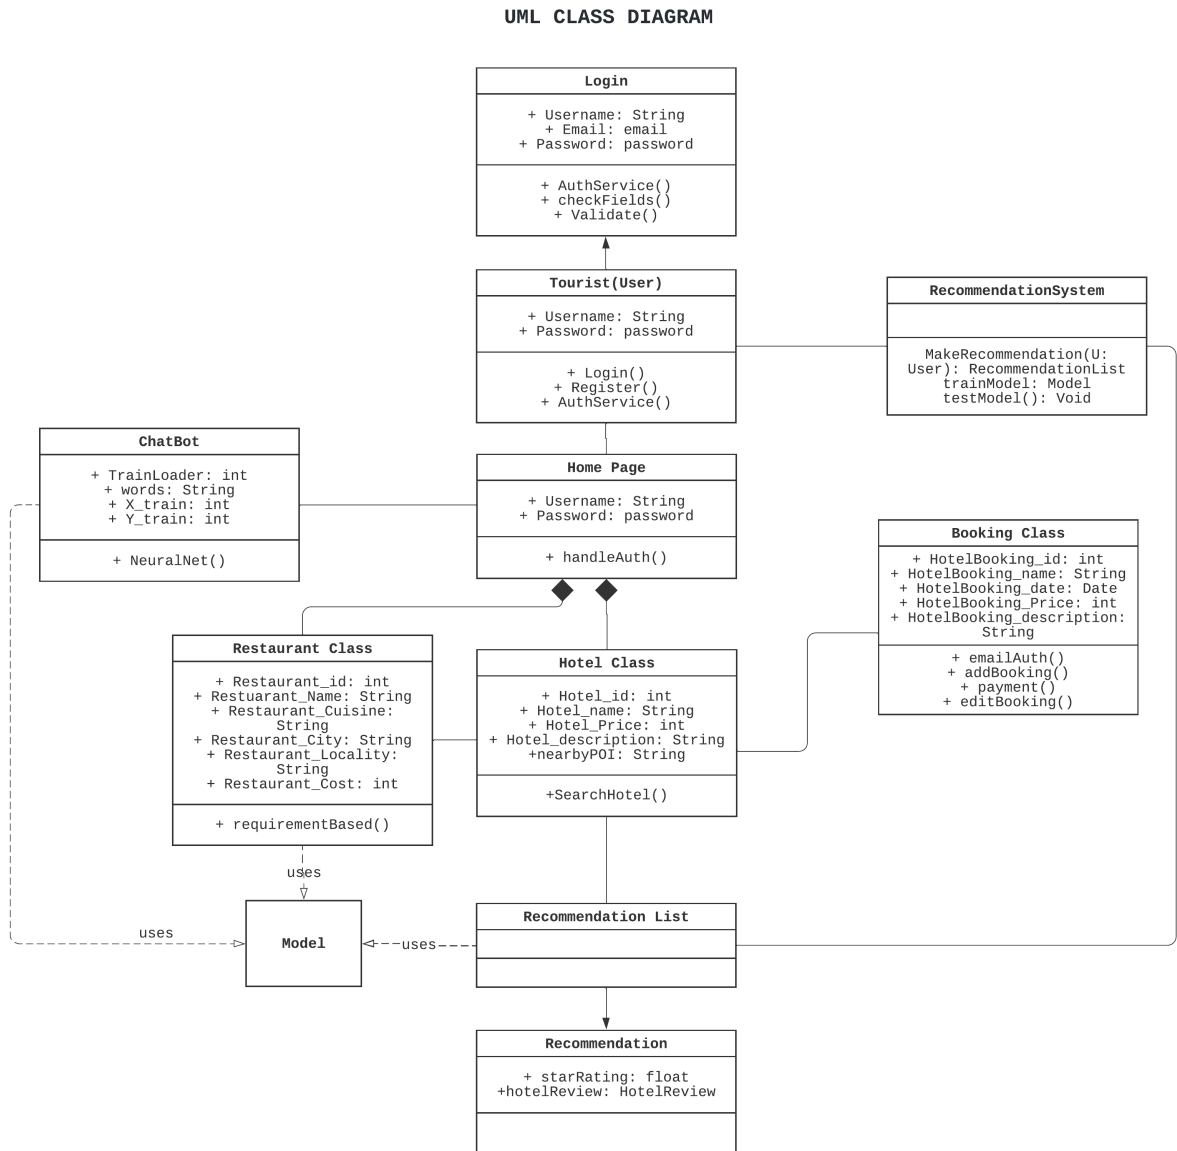 UML CLASS DIAGRAM
Login
+ Username: String
+ Email: email
+ Password: password
+ AuthService()
+ checkFields()
+ Validate()
Tourist(User)
+ Username: String
+ Password: password
+ Login()
+ Register()
+ AuthService()
RecommendationSystem
MakeRecommendation(U:
User): RecommendationList
trainModel: Model
testModel(): Void
ChatBot
+ TrainLoader: int
+ words: String
+ X_train: int
+ Y_train: int
+ NeuralNet()
Home Page
+ Username: String
+ Password: password
+ handleAuth()
Booking Class
+ HotelBooking_id: int
+ HotelBooking_name: String
+ HotelBooking_date: Date
+ HotelBooking_Price: int
+ HotelBooking_description:
String
+ emailAuth()
+ addBooking()
+ payment()
+ editBooking()
Restaurant Class
+ Restaurant_id: int
+ Restuarant_Name: String
+ Restaurant_Cuisine:
String
+ Restaurant_City: String
+ Restaurant_Locality:
String
+ Restaurant_Cost: int
+ requirementBased()
Hotel Class
+ Hotel_id: int
+ Hotel_name: String
+ Hotel_Price: int
+ Hotel_description: String
+nearbyPOI: String
+SearchHotel()
uses
uses
Model
uses
Recommendation List
Recommendation
+ starRating: float
+hotelReview: HotelReview